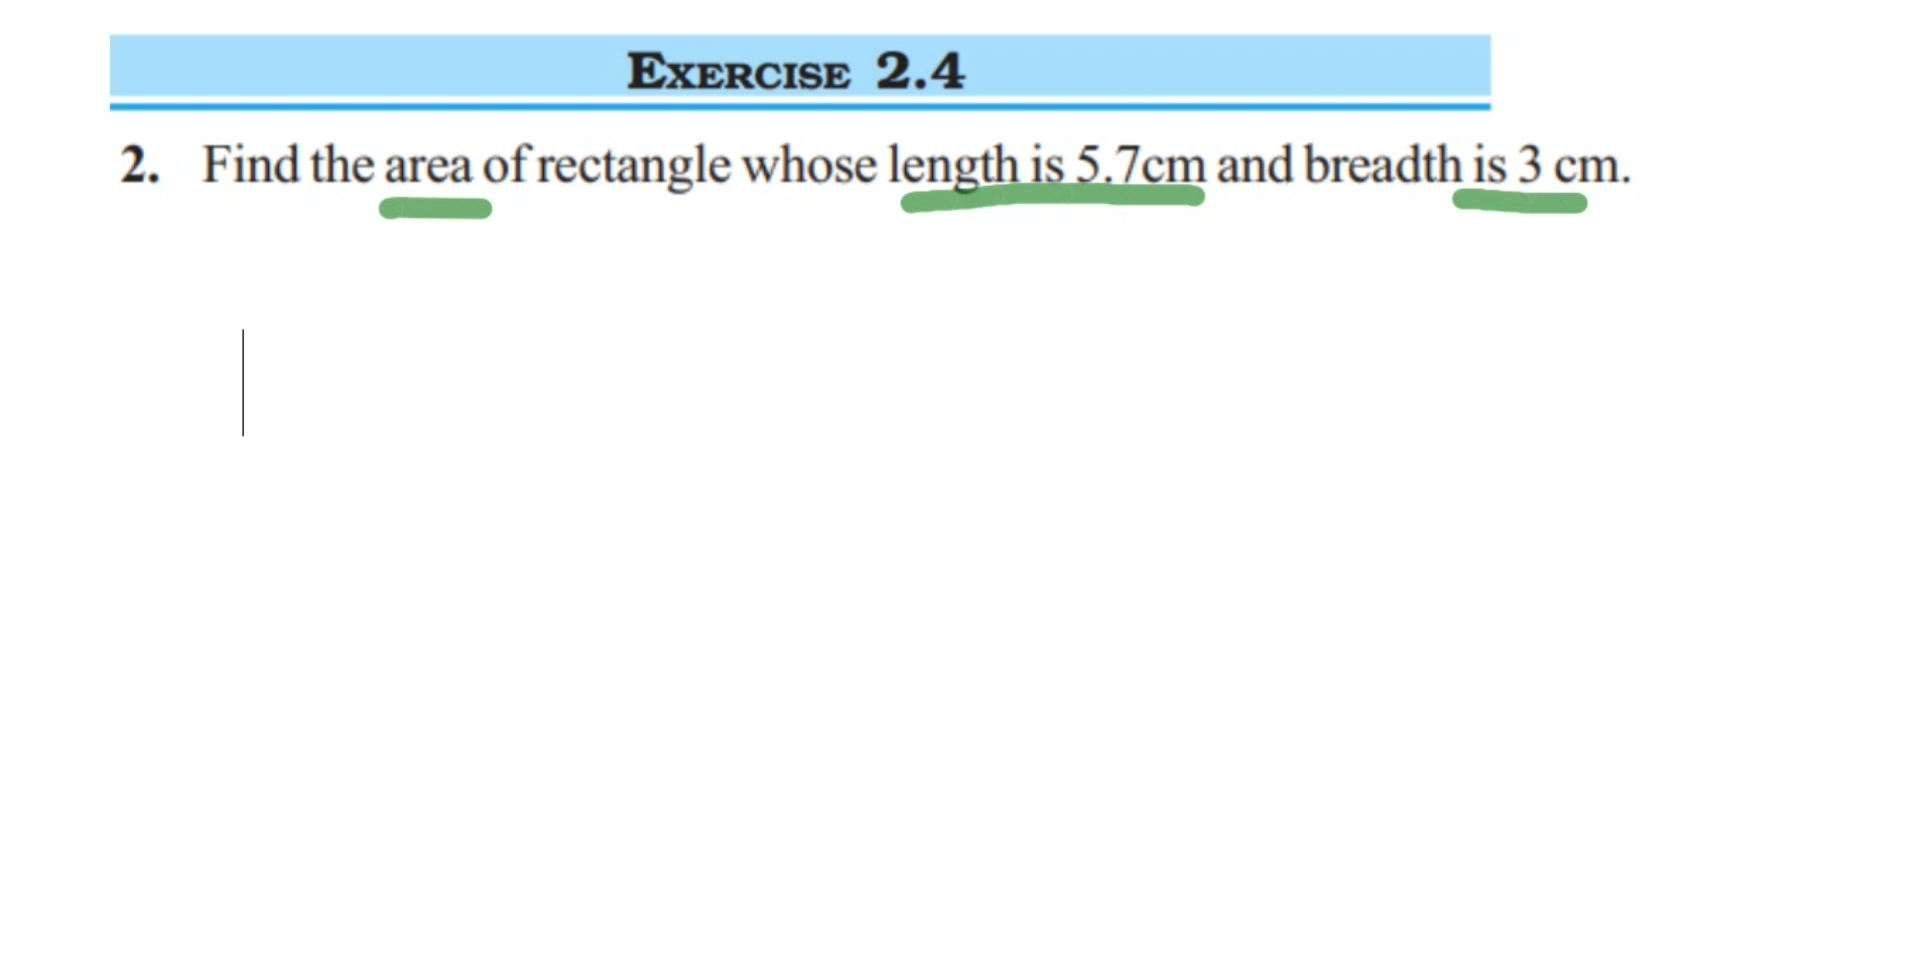 EXERCISE 2.4
2. Find the area of rectangle whose length is 5.7cm and breadth is 3 cm.